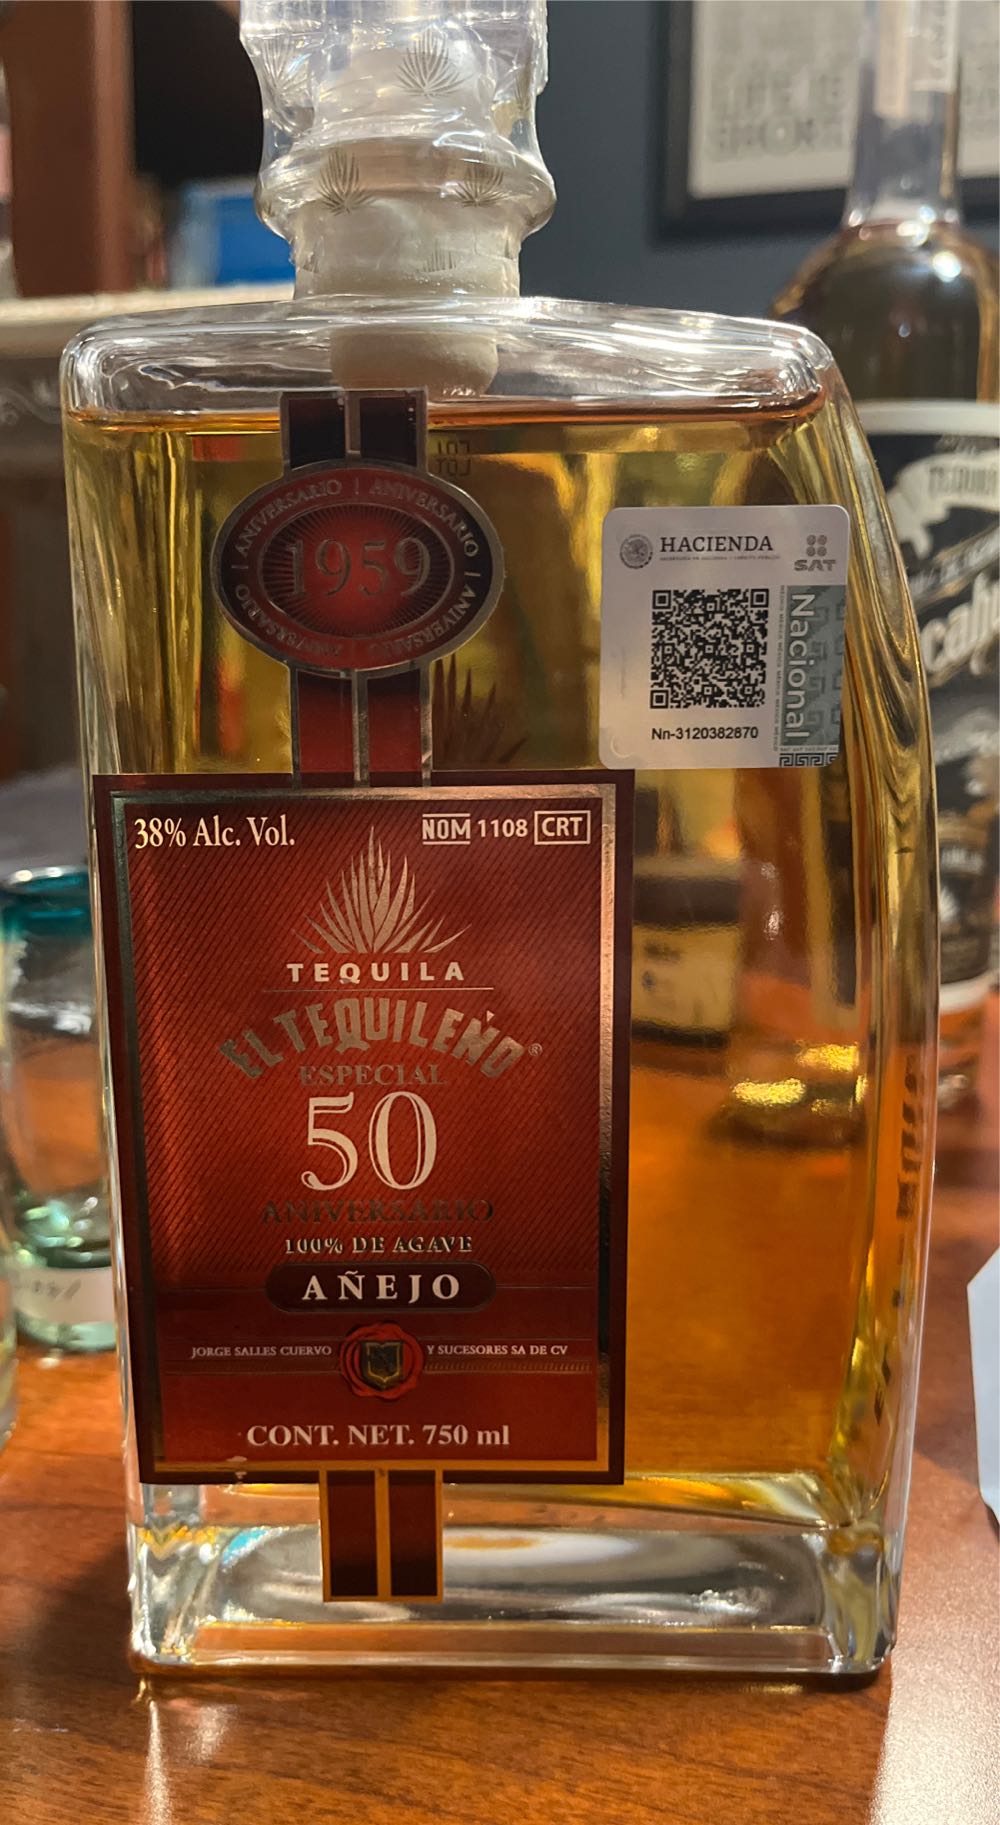 ANIVERSARIO | ANIVERSARIO | ANIVERSARIO | ANIVERSARIO
1959
HACIENDA
SAT
Nacional
Nn-3120382870
38% Alc. Vol.
NOM 1108 CRT
TEQUILA
EL TEQUILEÑO®
ESPECIAL
50
ANIVERSARIO
100% DE AGAVE
AÑEJO
JORGE SALLES CUERVO Y SUCESORES SA DE CV
CONT. NET. 750 ml
TEQUILA